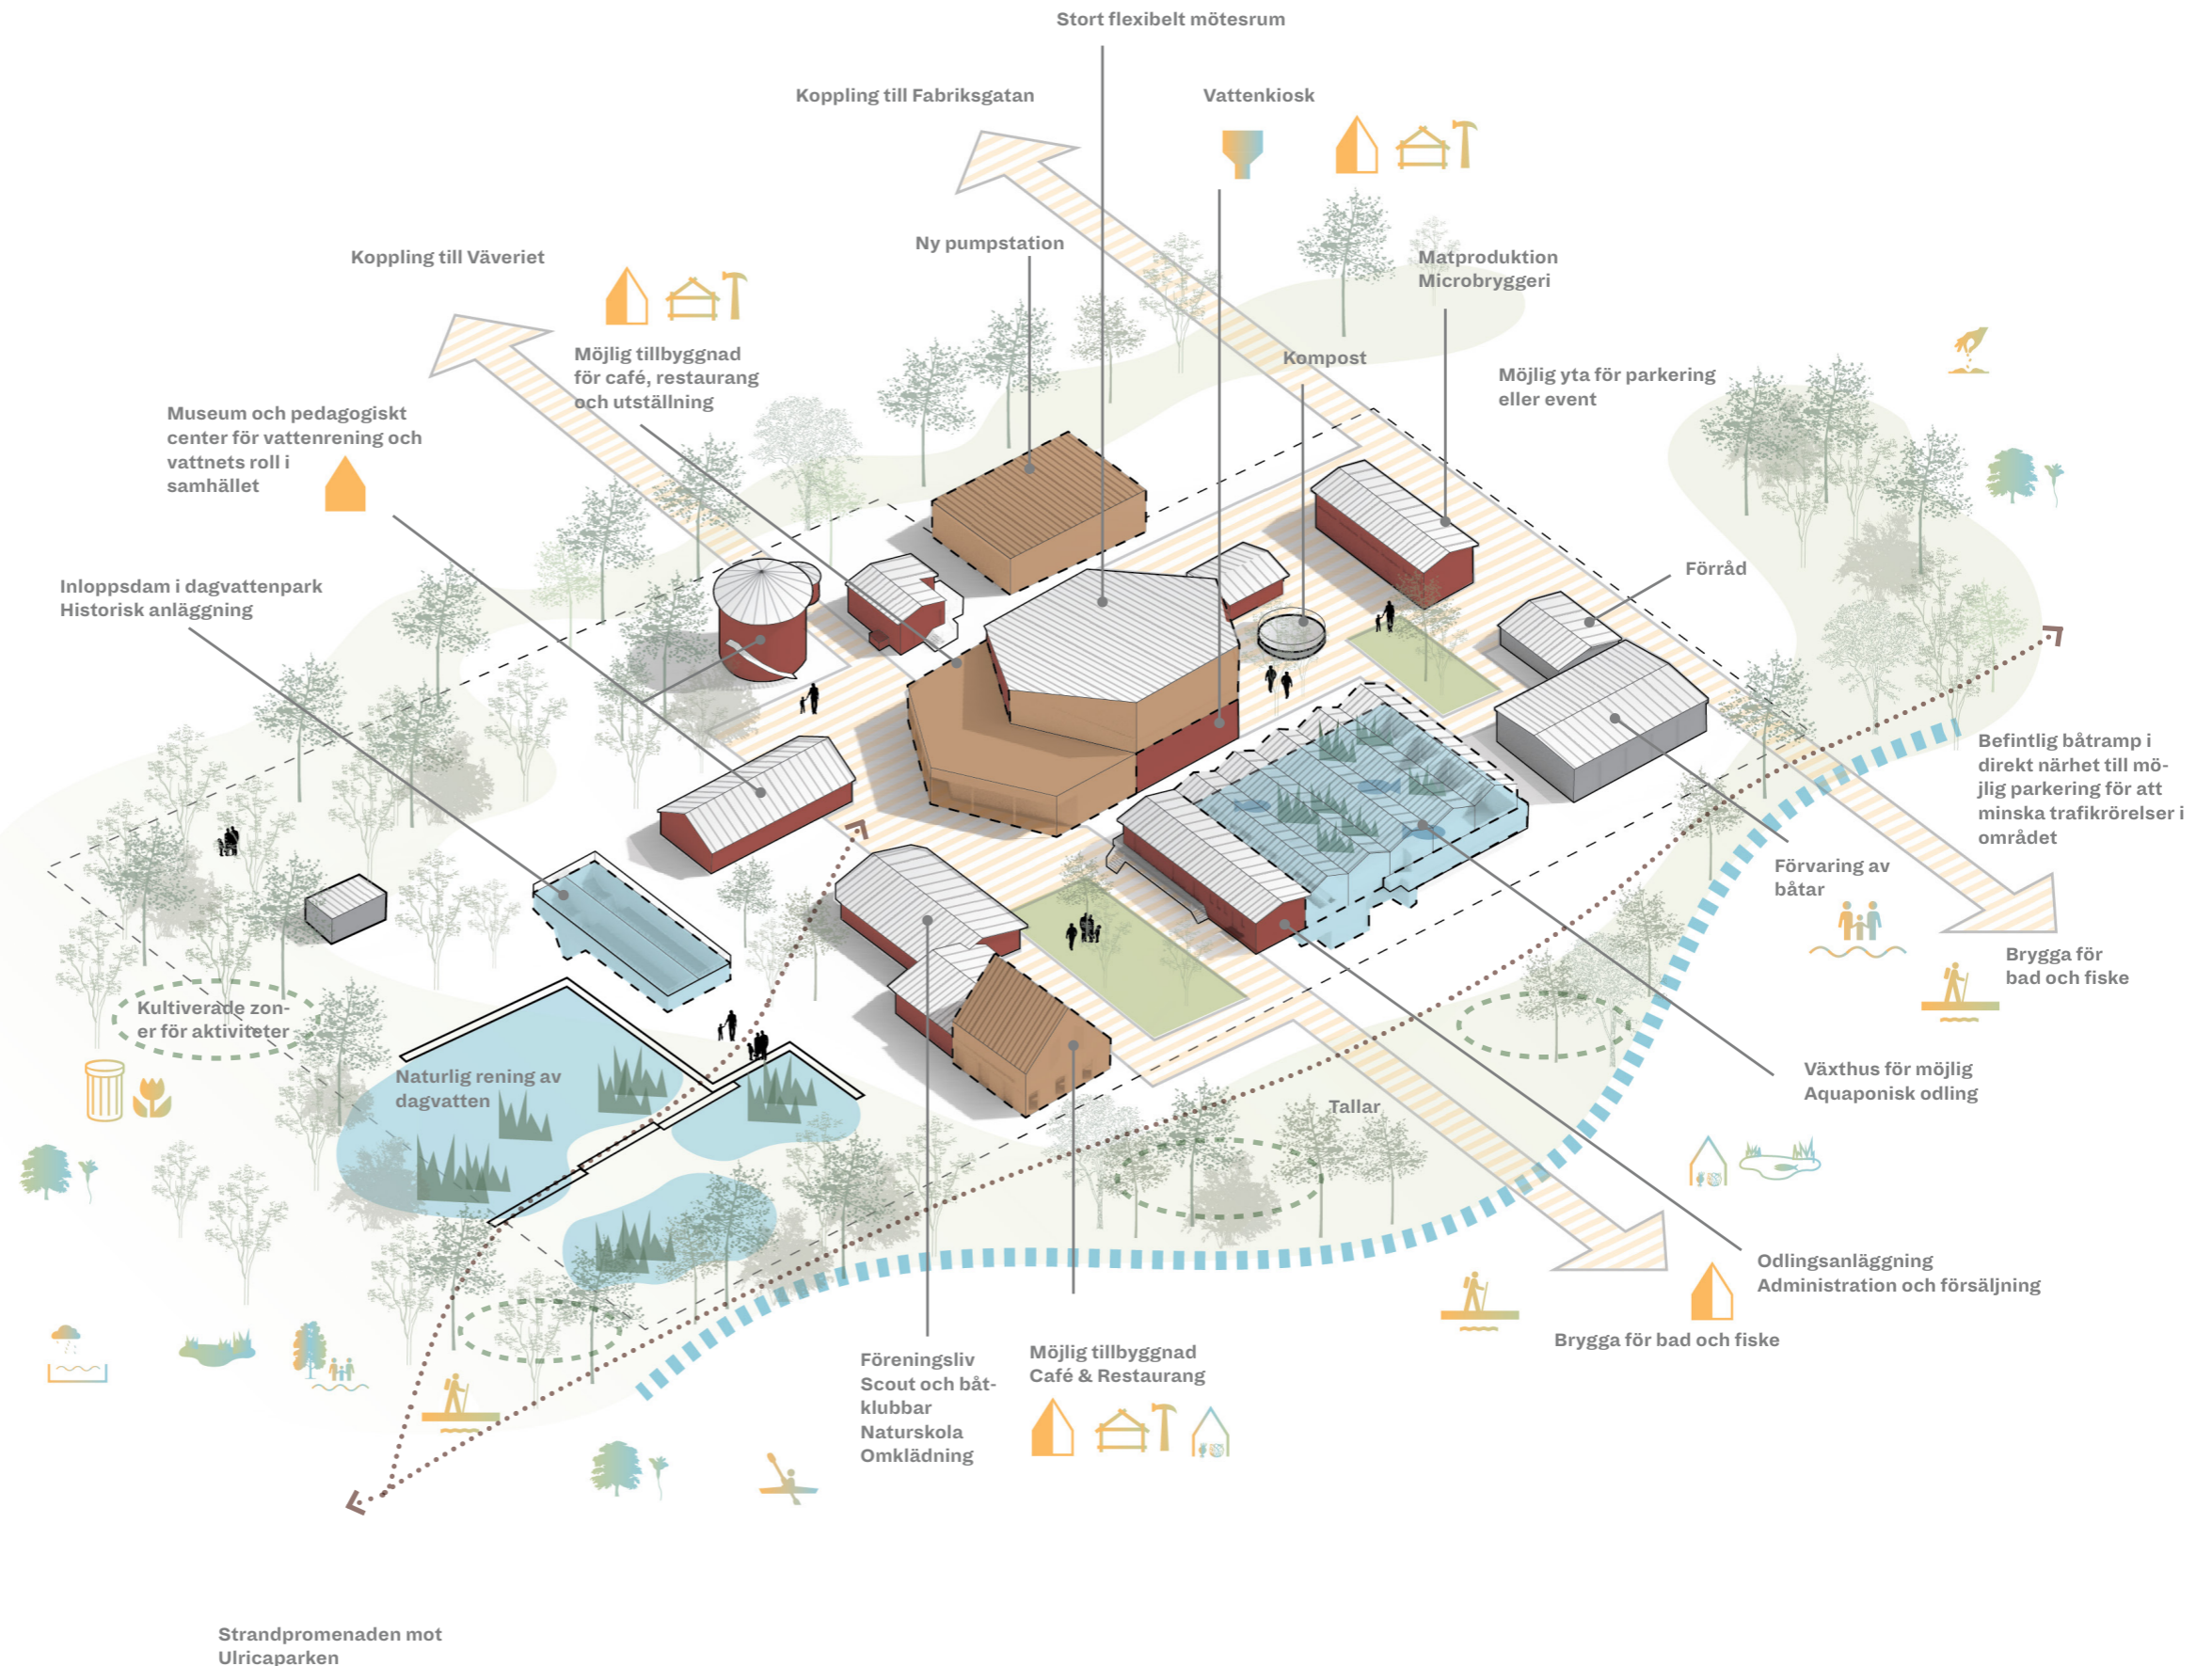 Stort flexibelt mötesrum
Koppling till Fabriksgatan
Vattenkiosk
Ny pumpstation
Koppling till Väveriet
Matproduktion
Microbryggeri
Möjlig tillbyggnad
för café, restaurang
och utställning
Kompost
Möjlig yta för parkering
eller event
Museum och pedagogiskt
center för vattenrening och
vattnets roll i
samhället
Inloppsdam i dagvattenpark
Historisk anläggning
Förråd
Befintlig båtramp i
direkt närhet till mö-
jlig parkering för att
minska trafikrörelser i
området
Förvaring av
båtar
Brygga för
bad och fiske
Kultiverade zon-
er för aktiviteter
Naturlig rening av
dagvatten
Växthus för möjlig
Aquaponisk odling
Tallar
Odlingsanläggning
Administration och försäljning
Brygga för bad och fiske
Föreningsliv
Scout och båt-
klubbar
Naturskola
Omklädning
Möjlig tillbyggnad
Café & Restaurang
Strandpromenaden mot
Ulricaparken